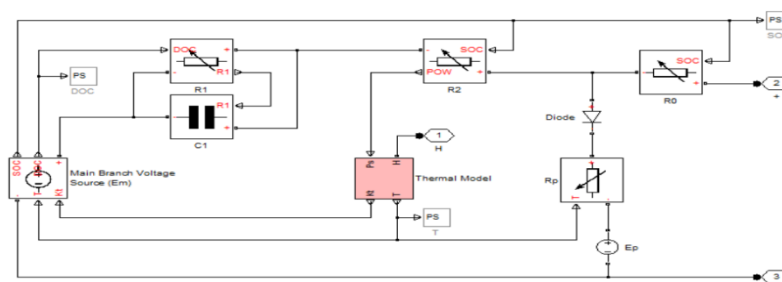 PS
SO
DOC
+
-
R1
R1
PS
DOC
R1
+
C1
-
SOC
POW
+
R2
SOC
-
+
R0
2
+
Diode
+
1
H
SOC
+
-
T
Main Branch Voltage
Source (Em)
H
T
Thermal Model
PS
T
Rp
+
T
-
Ep
3